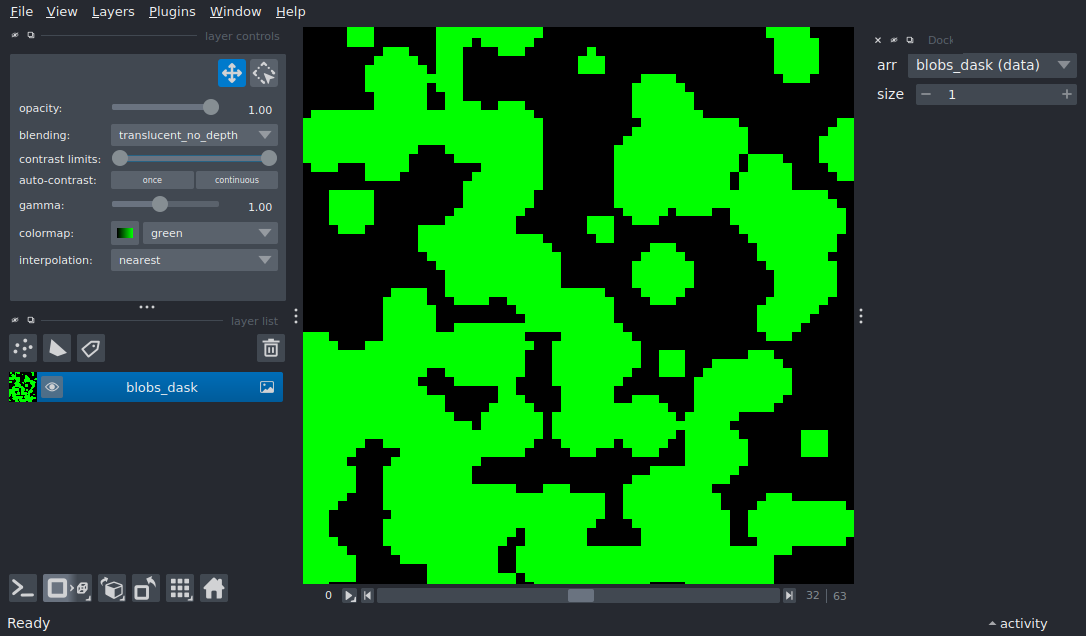 File View Layers Plugins Window Help
layer controls
opacity: 1.00
blending: translucent_no_depth
contrast limits:
auto-contrast: once continuous
gamma: 1.00
colormap: green
interpolation: nearest
layer list
blobs_dask
0 32 63
Ready
Dock
arr blobs_dask (data)
size 1
activity